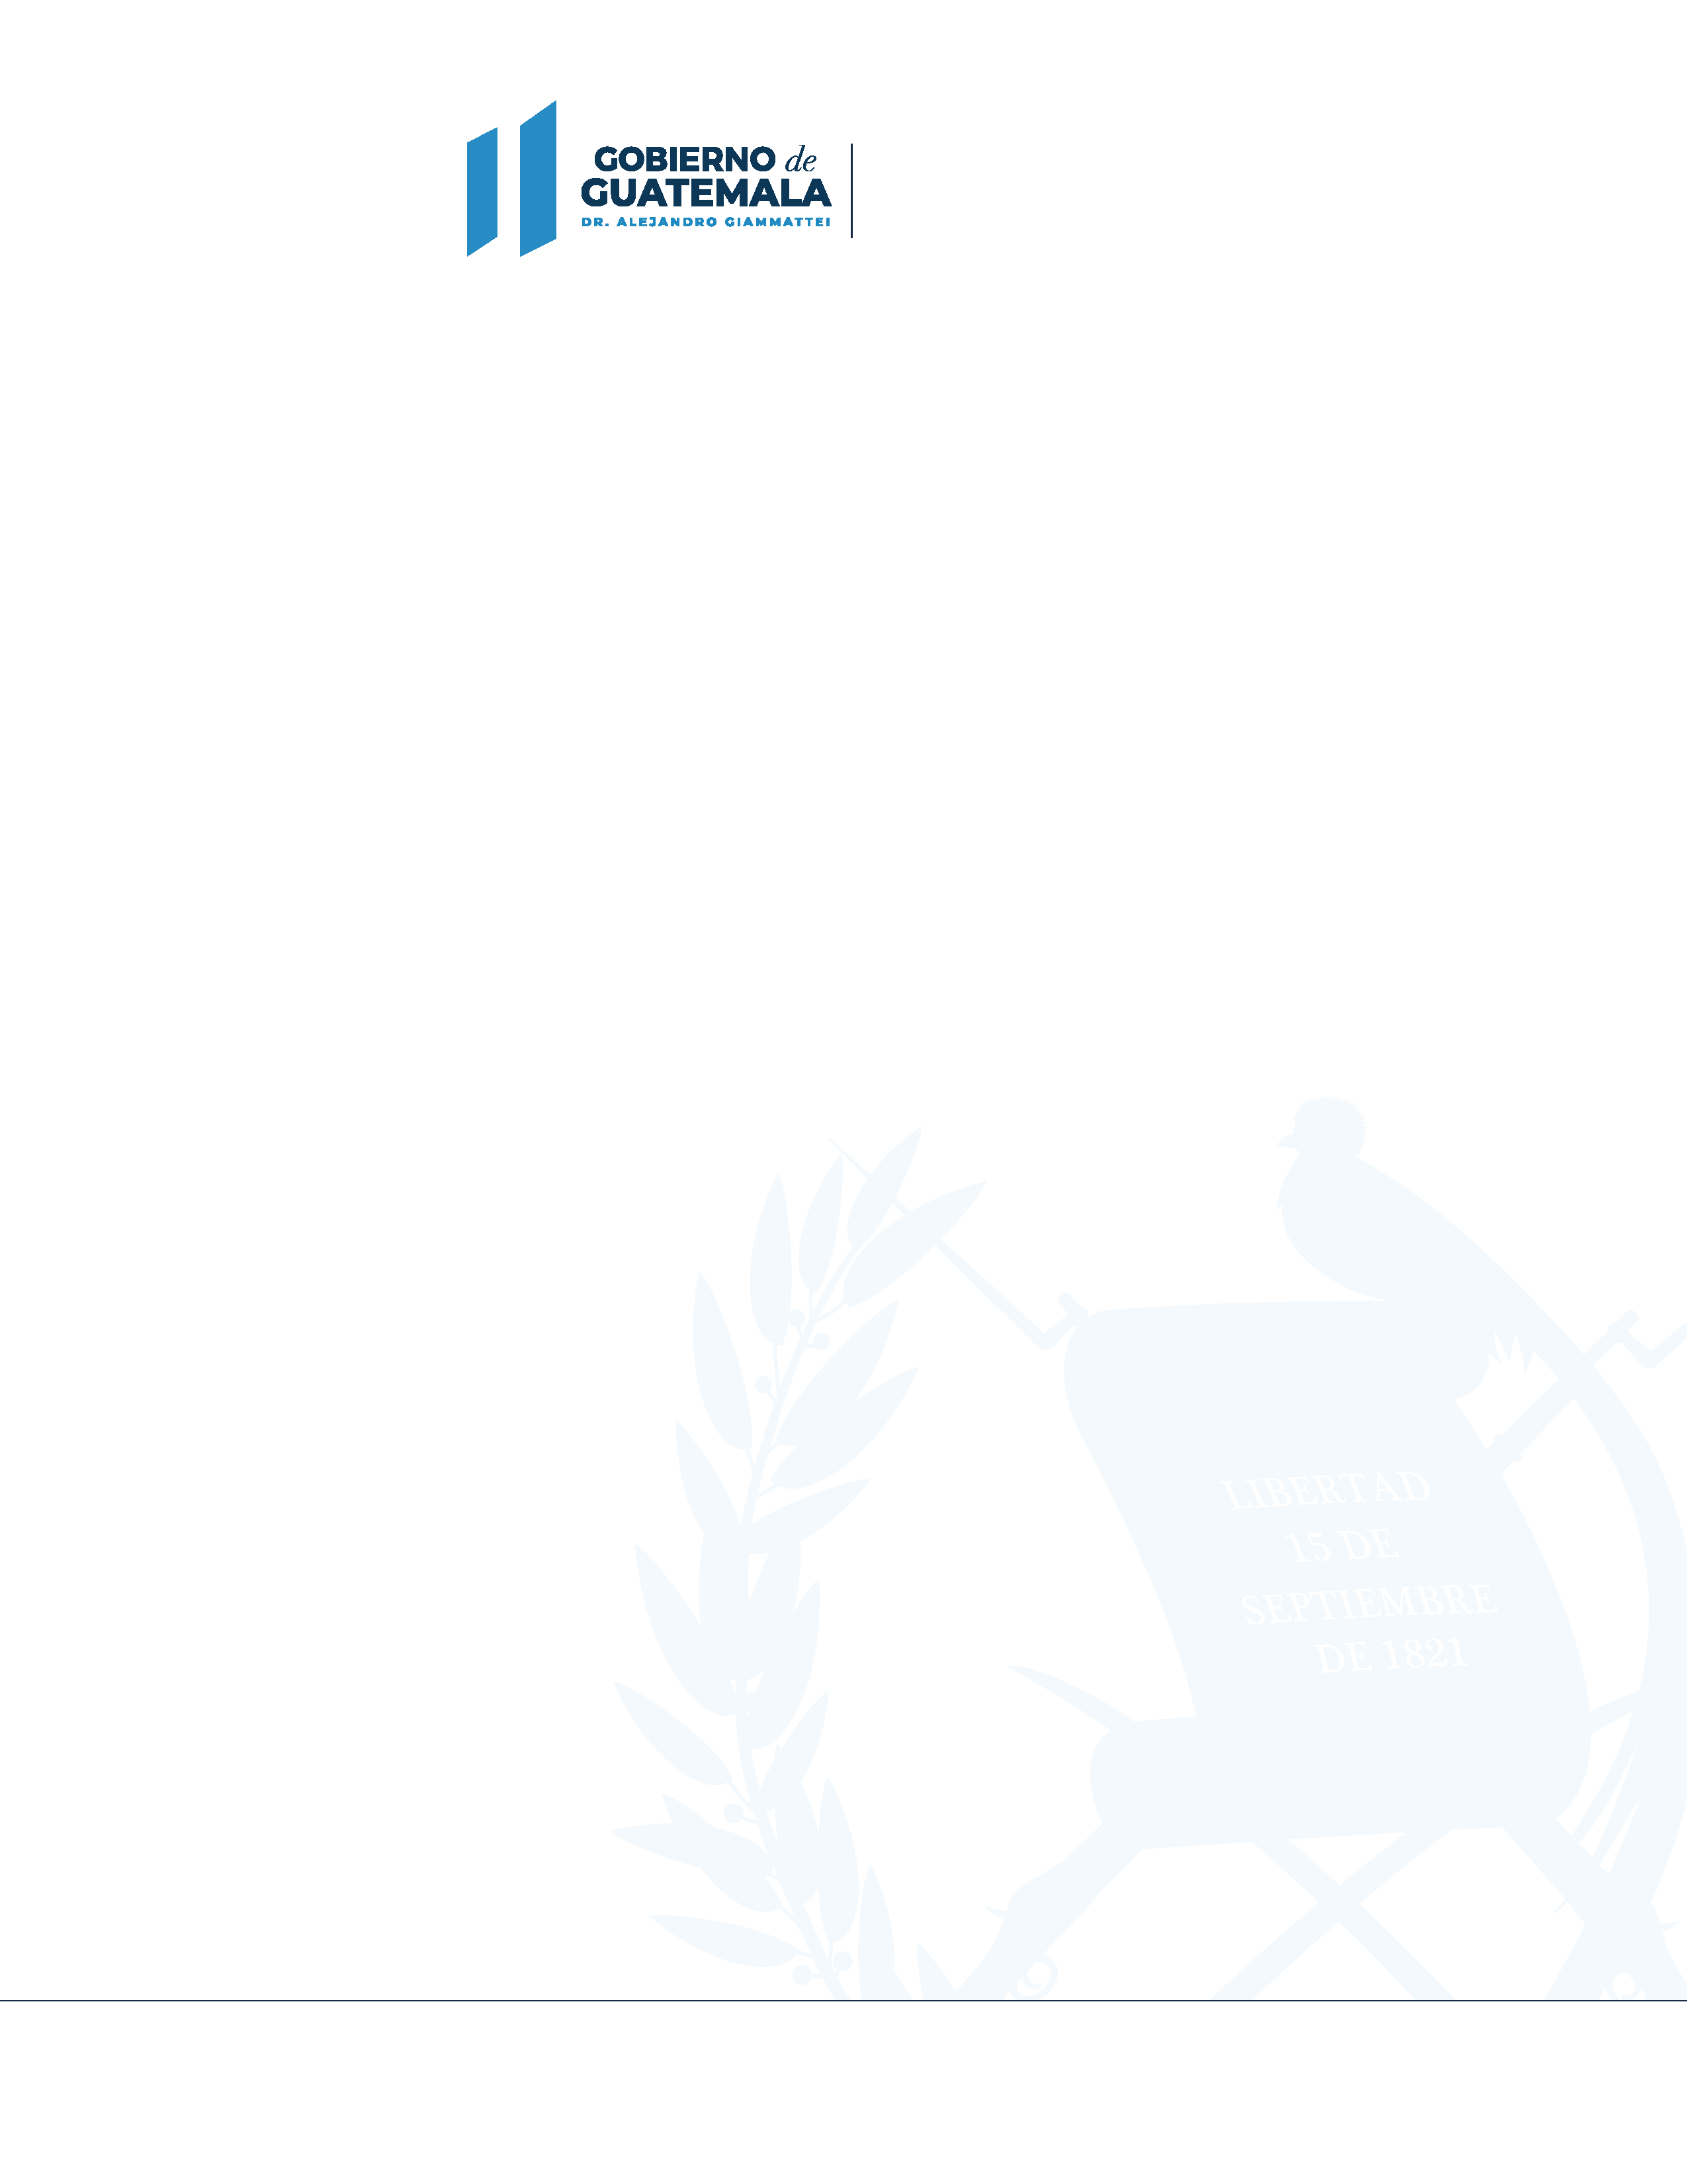 GOBIERNO de
GUATEMALA
DR. ALEJANDRO GIAMMATTEI
LIBERTAD
15 DE
SEPTIEMBRE
DE 1821